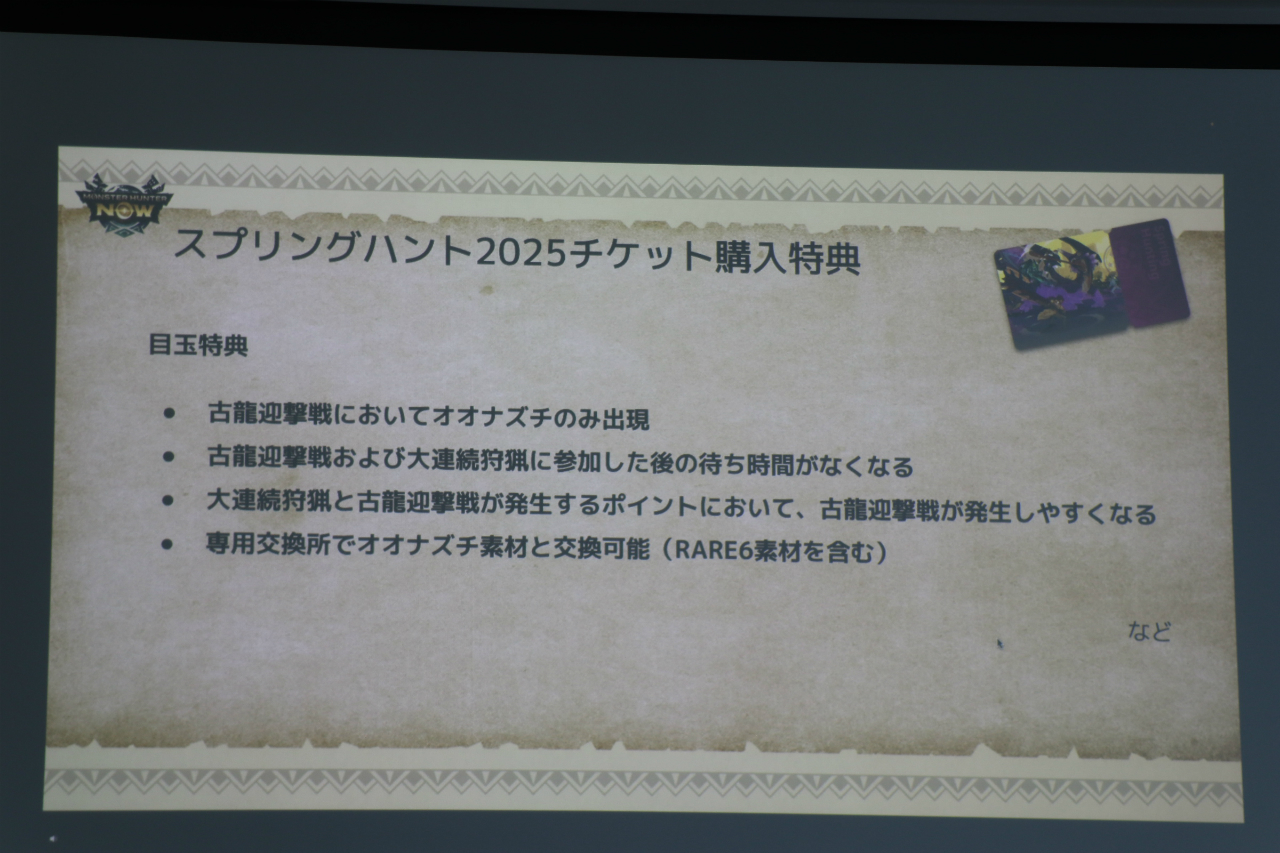 MONSTER HUNTER
NOW
スプリングハント2025チケット購入特典
目玉特典
● 古龍迎撃戦においてオオナズチのみ出現
● 古龍迎撃戦および大連続狩猟に参加した後の待ち時間がなくなる
● 大連続狩猟と古龍迎撃戦が発生するポイントにおいて、古龍迎撃戦が発生しやすくなる
● 専用交換所でオオナズチ素材と交換可能（RARE6素材を含む）
など